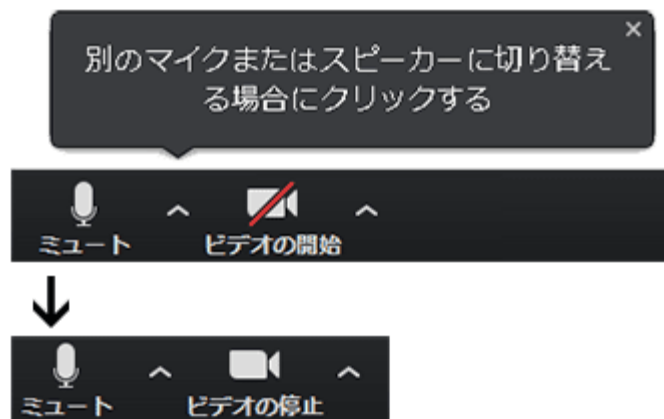 別のマイクまたはスピーカーに切り替え
る場合にクリックする
ミュート ビデオの開始
ミュート ビデオの停止